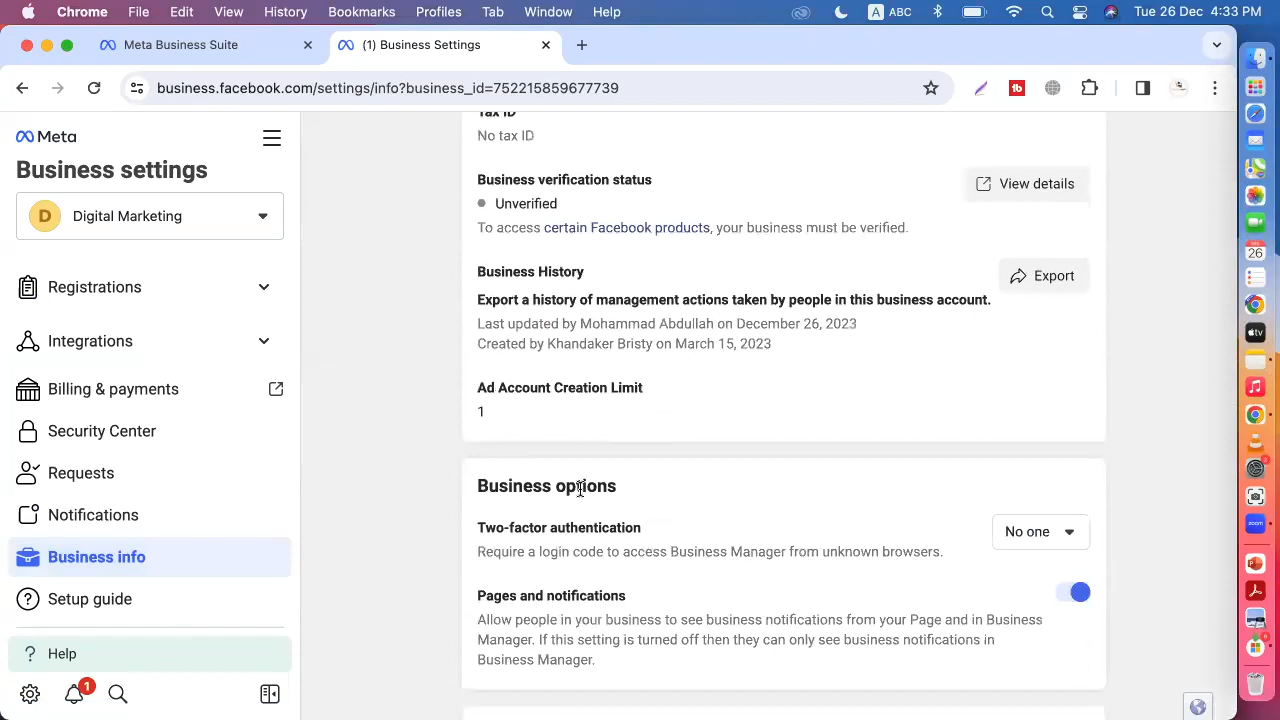 Chrome File Edit View History Bookmarks Profiles Tab Window Help A ABC Tue 26 Dec 4:33 PM
Meta Business Suite
(1) Business Settings
business.facebook.com/settings/info?business_id=752215859677739
Meta
Business settings
D Digital Marketing
Registrations
Integrations
Billing & payments
Security Center
Requests
Notifications
Business info
Setup guide
? Help
1
Tax ID
No tax ID
Business verification status
View details
Unverified
To access certain Facebook products, your business must be verified.
Business History
Export
Export a history of management actions taken by people in this business account.
Last updated by Mohammad Abdullah on December 26, 2023
Created by Khandaker Bristy on March 15, 2023
Ad Account Creation Limit
1
Business options
Two-factor authentication
No one
Require a login code to access Business Manager from unknown browsers.
Pages and notifications
Allow people in your business to see business notifications from your Page and in Business
Manager. If this setting is turned off then they can only see business notifications in
Business Manager.
26
tv
zoom